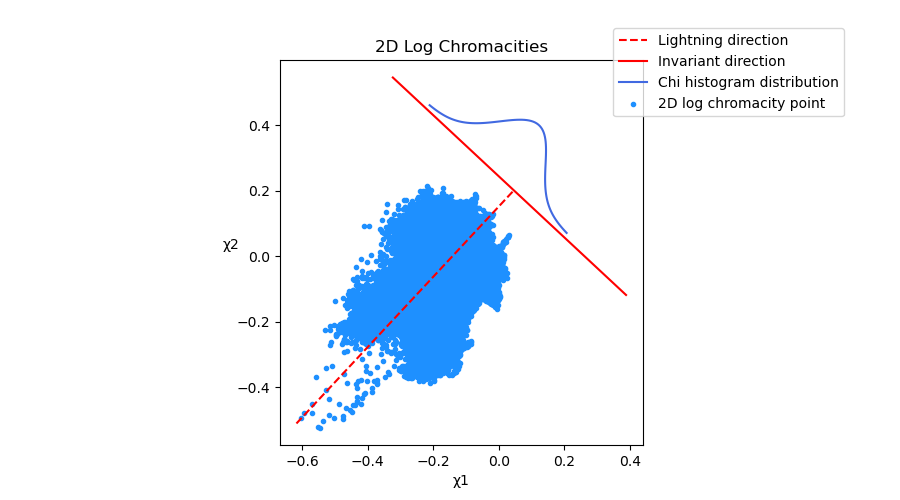 2D Log Chromacities
Lightning direction
Invariant direction
Chi histogram distribution
2D log chromacity point
0.4
0.2
0.0
−0.2
−0.4
χ2
−0.6
−0.4
−0.2
0.0
0.2
0.4
χ1